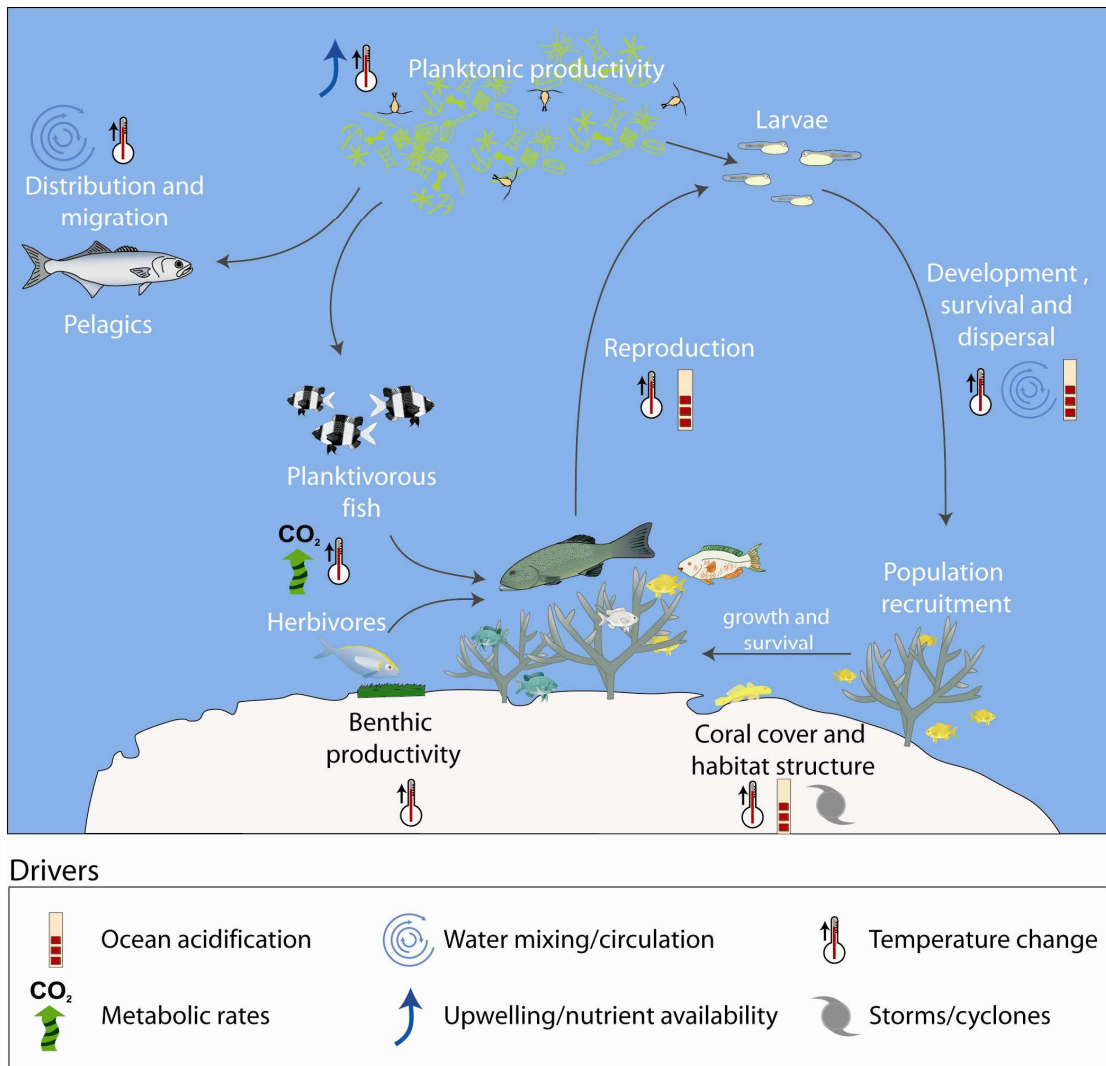 Planktonic productivity
Larvae
Distribution and
migration
Pelagics
Development ,
survival and
dispersal
Reproduction
Planktivorous
fish
CO₂
Herbivores
Population
recruitment
growth and
survival
Benthic
productivity
Coral cover and
habitat structure
Drivers
Ocean acidification
Water mixing/circulation
Temperature change
CO₂
Metabolic rates
Upwelling/nutrient availability
Storms/cyclones